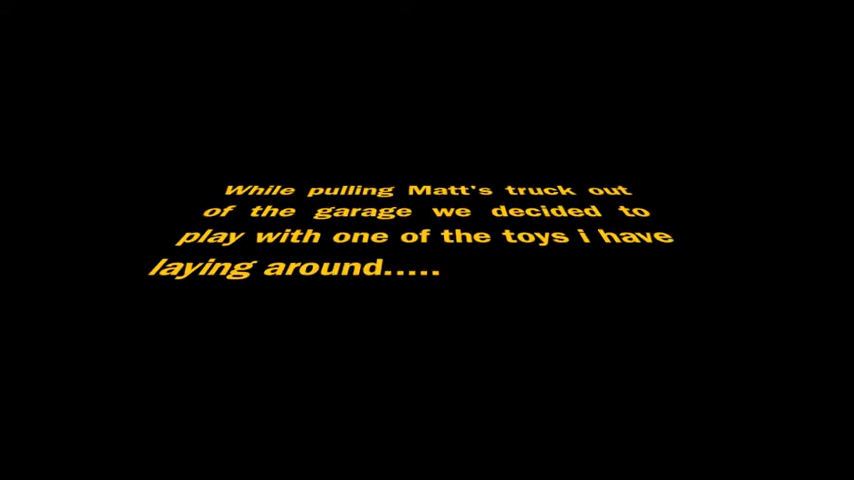 While pulling Matt's truck out
of the garage we decided to
play with one of the toys i have
laying around.....